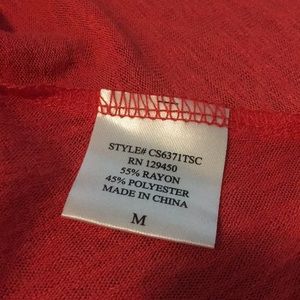 STYLE# CS6371TSC
RN 129450
55% RAYON
45% POLYESTER
MADE IN CHINA
M